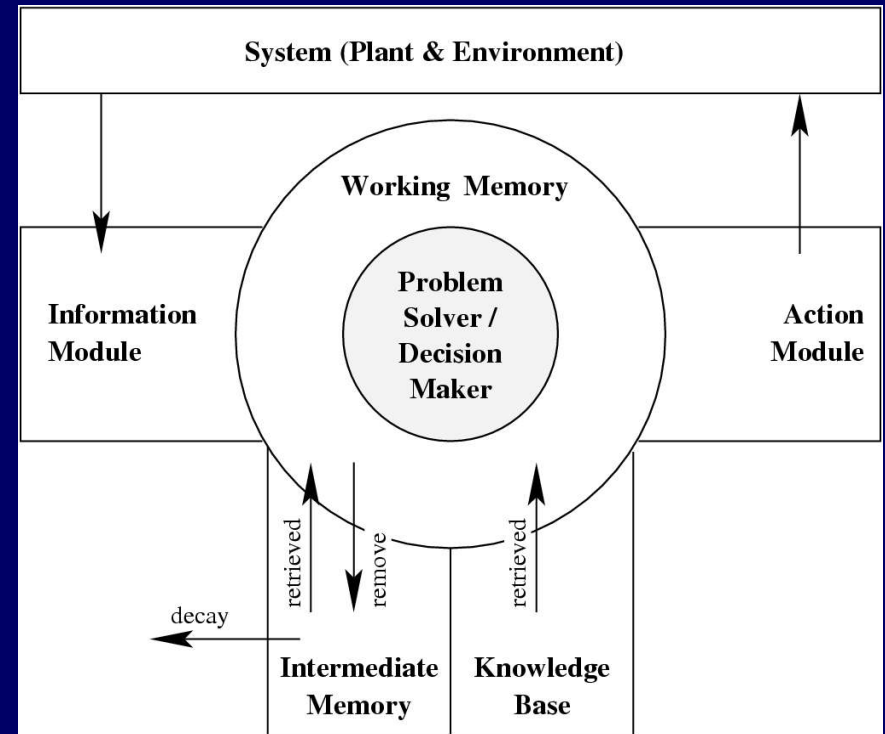 System (Plant & Environment)
Working Memory
Problem
Solver /
Decision
Maker
Information
Module
Action
Module
retrieved
remove
retrieved
decay
Intermediate
Memory
Knowledge
Base